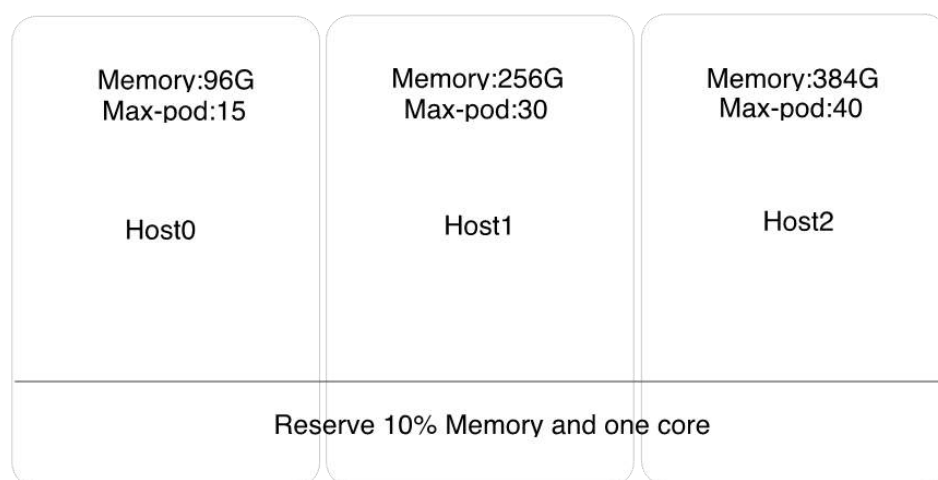 Memory:96G
Max-pod:15
Host0
Memory:256G
Max-pod:30
Host1
Memory:384G
Max-pod:40
Host2
Reserve 10% Memory and one core